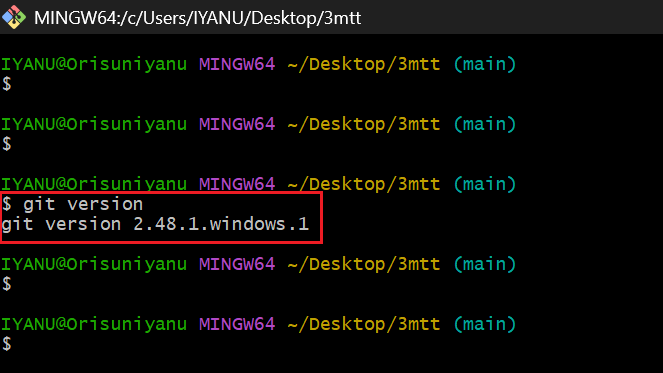 MINGW64:/c/Users/IYANU/Desktop/3mtt
IYANU@Orisuniyanu MINGW64 ~/Desktop/3mtt (main)
$
IYANU@Orisuniyanu MINGW64 ~/Desktop/3mtt (main)
$
IYANU@Orisuniyanu MINGW64 ~/Desktop/3mtt (main)
$ git version
git version 2.48.1.windows.1
IYANU@Orisuniyanu MINGW64 ~/Desktop/3mtt (main)
$
IYANU@Orisuniyanu MINGW64 ~/Desktop/3mtt (main)
$